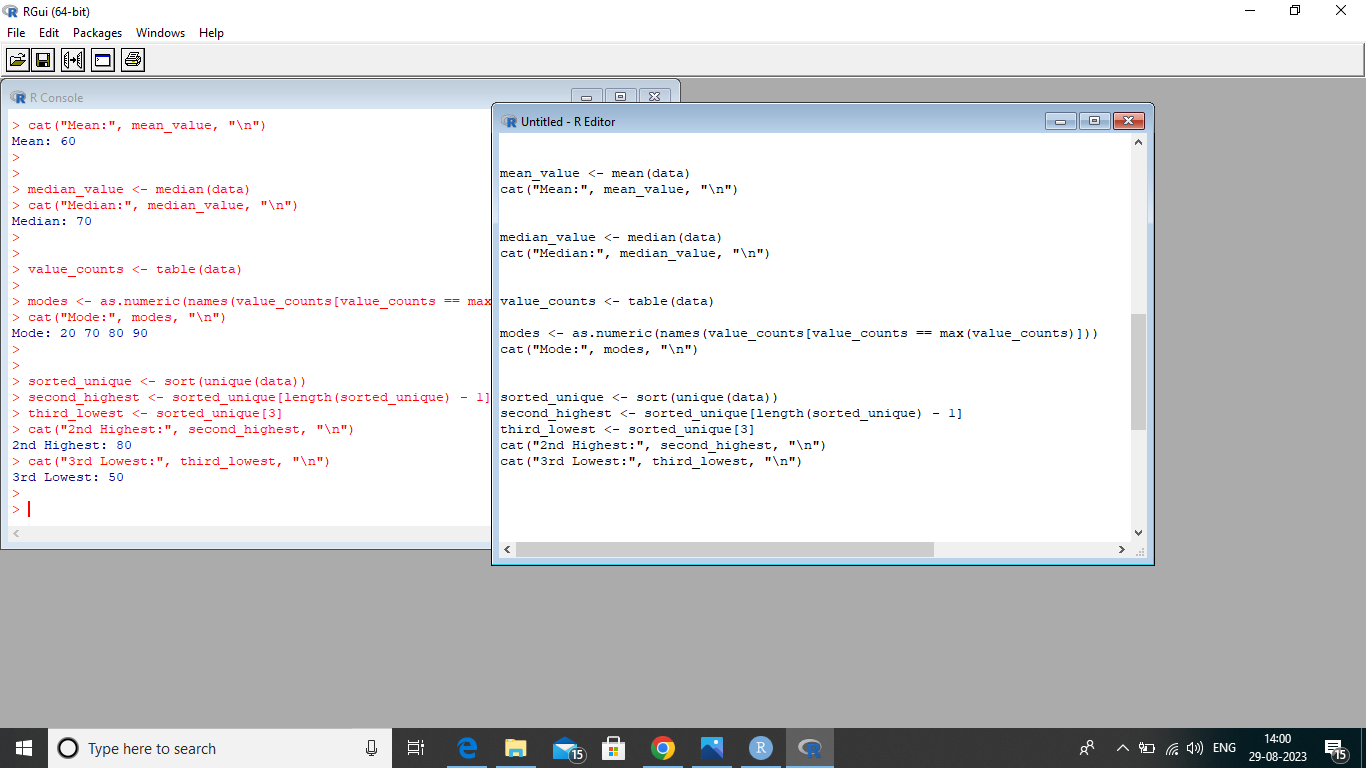 RGui (64-bit)
File Edit Packages Windows Help
R Console
> cat("Mean:", mean_value, "\n")
Mean: 60
>
>
> median_value <- median(data)
> cat("Median:", median_value, "\n")
Median: 70
>
>
> value_counts <- table(data)
>
> modes <- as.numeric(names(value_counts[value_counts == max
> cat("Mode:", modes, "\n")
Mode: 20 70 80 90
>
>
> sorted_unique <- sort(unique(data))
> second_highest <- sorted_unique[length(sorted_unique) - 1]
> third_lowest <- sorted_unique[3]
> cat("2nd Highest:", second_highest, "\n")
2nd Highest: 80
> cat("3rd Lowest:", third_lowest, "\n")
3rd Lowest: 50
>
>
Untitled - R Editor
mean_value <- mean(data)
cat("Mean:", mean_value, "\n")
median_value <- median(data)
cat("Median:", median_value, "\n")
value_counts <- table(data)
modes <- as.numeric(names(value_counts[value_counts == max(value_counts)]))
cat("Mode:", modes, "\n")
sorted_unique <- sort(unique(data))
second_highest <- sorted_unique[length(sorted_unique) - 1]
third_lowest <- sorted_unique[3]
cat("2nd Highest:", second_highest, "\n")
cat("3rd Lowest:", third_lowest, "\n")
Type here to search
15
R
ENG
14:00
29-08-2023
15